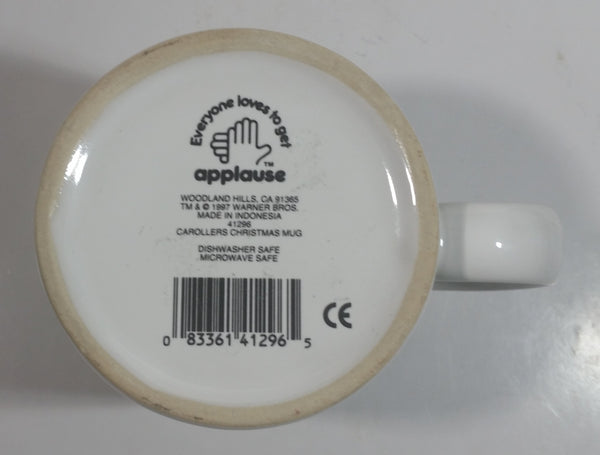 Everyone loves to get
TM
applause
WOODLAND HILLS, CA 91365
TM & © 1997 WARNER BROS.
MADE IN INDONESIA
41296
CAROLLERS CHRISTMAS MUG
DISHWASHER SAFE
MICROWAVE SAFE
CE
0 83361 41296 5